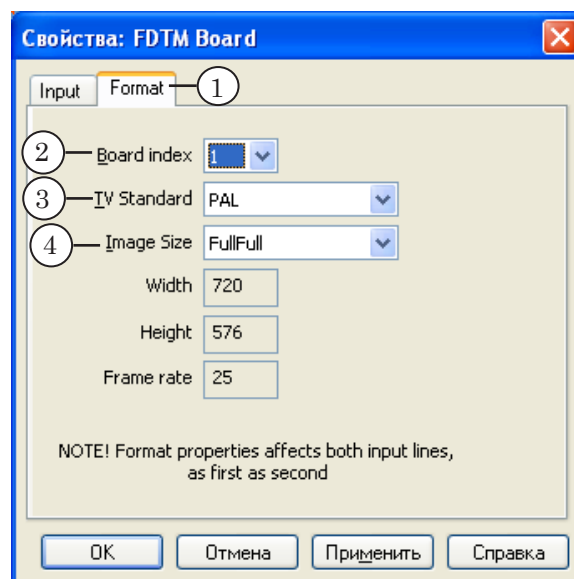 Свойства: FDTM Board
Input Format 1
2 Board index 1
3 TV Standard PAL
4 Image Size FullFull
Width 720
Height 576
Frame rate 25
NOTE! Format properties affects both input lines,
as first as second
OK Отмена Применить Справка